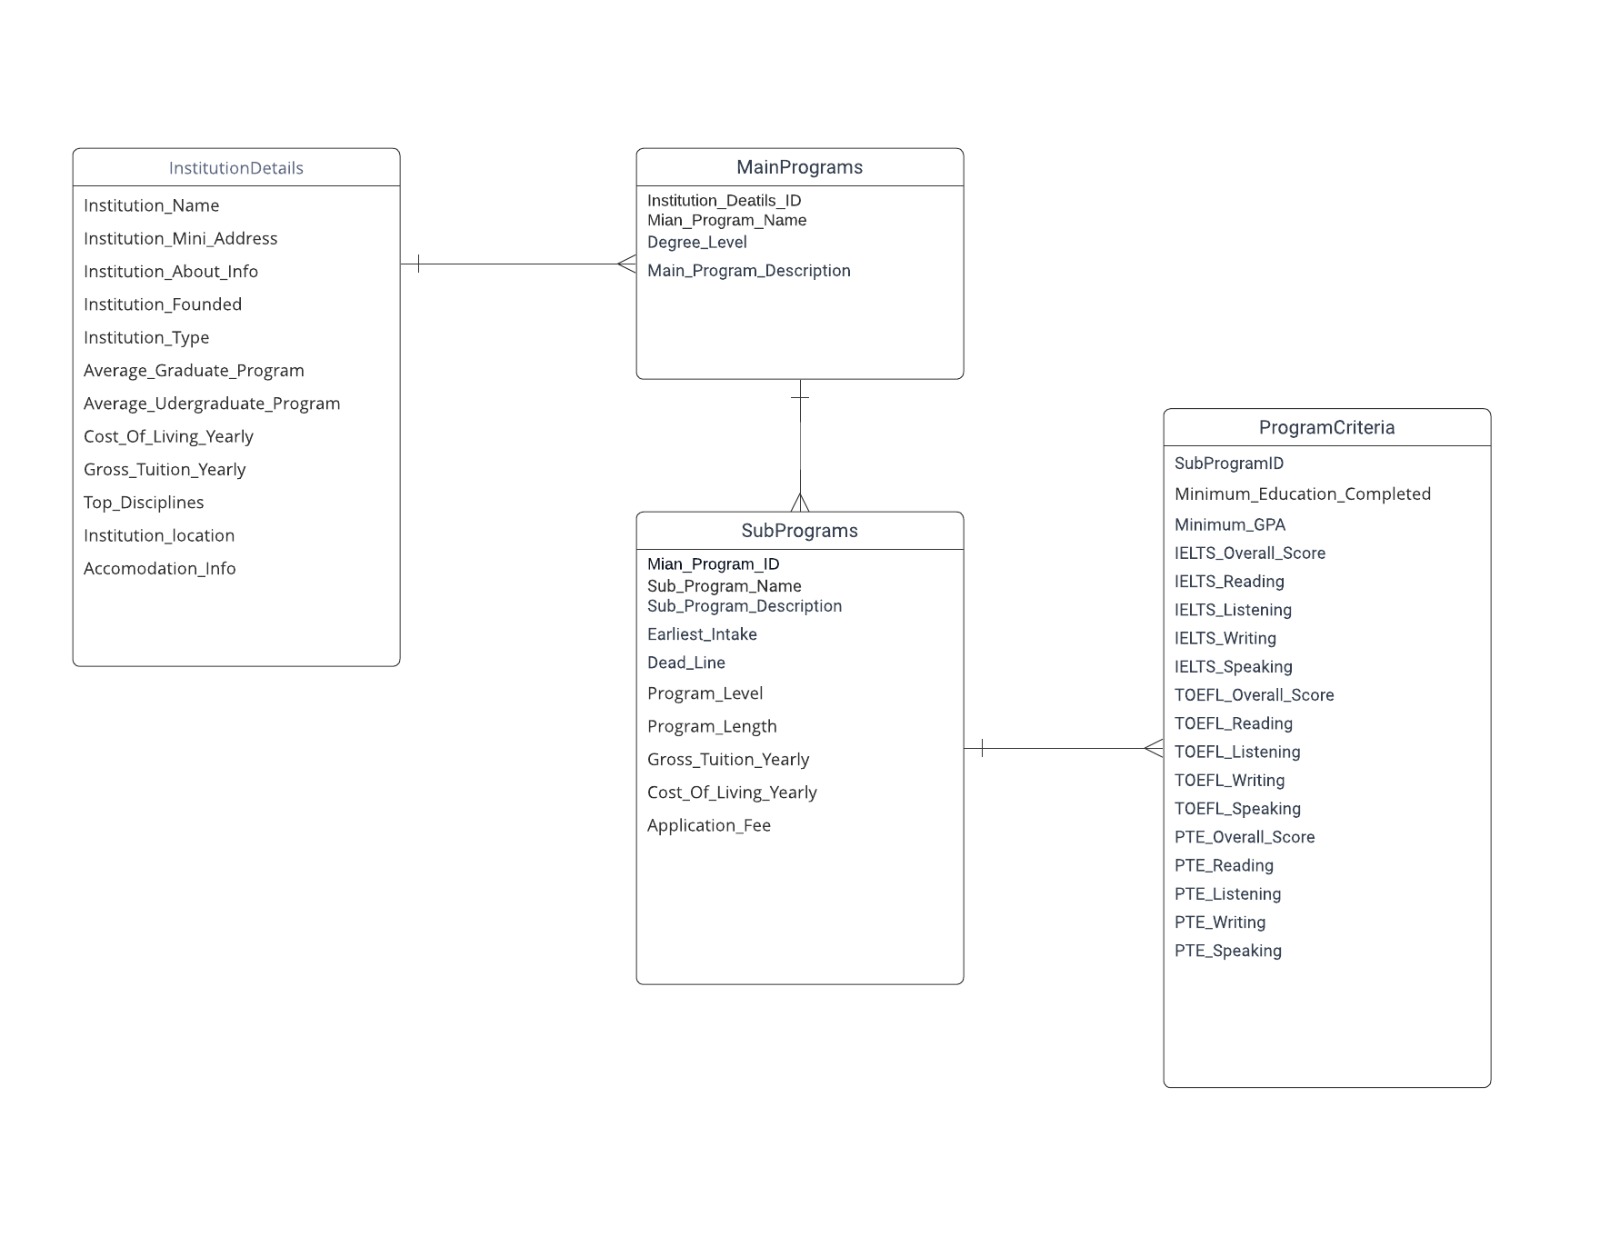 InstitutionDetails
Institution_Name
Institution_Mini_Address
Institution_About_Info
Institution_Founded
Institution_Type
Average_Graduate_Program
Average_Udergraduate_Program
Cost_Of_Living_Yearly
Gross_Tuition_Yearly
Top_Disciplines
Institution_location
Accomodation_Info
MainPrograms
Institution_Deatils_ID
Mian_Program_Name
Degree_Level
Main_Program_Description
SubPrograms
Mian_Program_ID
Sub_Program_Name
Sub_Program_Description
Earliest_Intake
Dead_Line
Program_Level
Program_Length
Gross_Tuition_Yearly
Cost_Of_Living_Yearly
Application_Fee
ProgramCriteria
SubProgramID
Minimum_Education_Completed
Minimum_GPA
IELTS_Overall_Score
IELTS_Reading
IELTS_Listening
IELTS_Writing
IELTS_Speaking
TOEFL_Overall_Score
TOEFL_Reading
TOEFL_Listening
TOEFL_Writing
TOEFL_Speaking
PTE_Overall_Score
PTE_Reading
PTE_Listening
PTE_Writing
PTE_Speaking